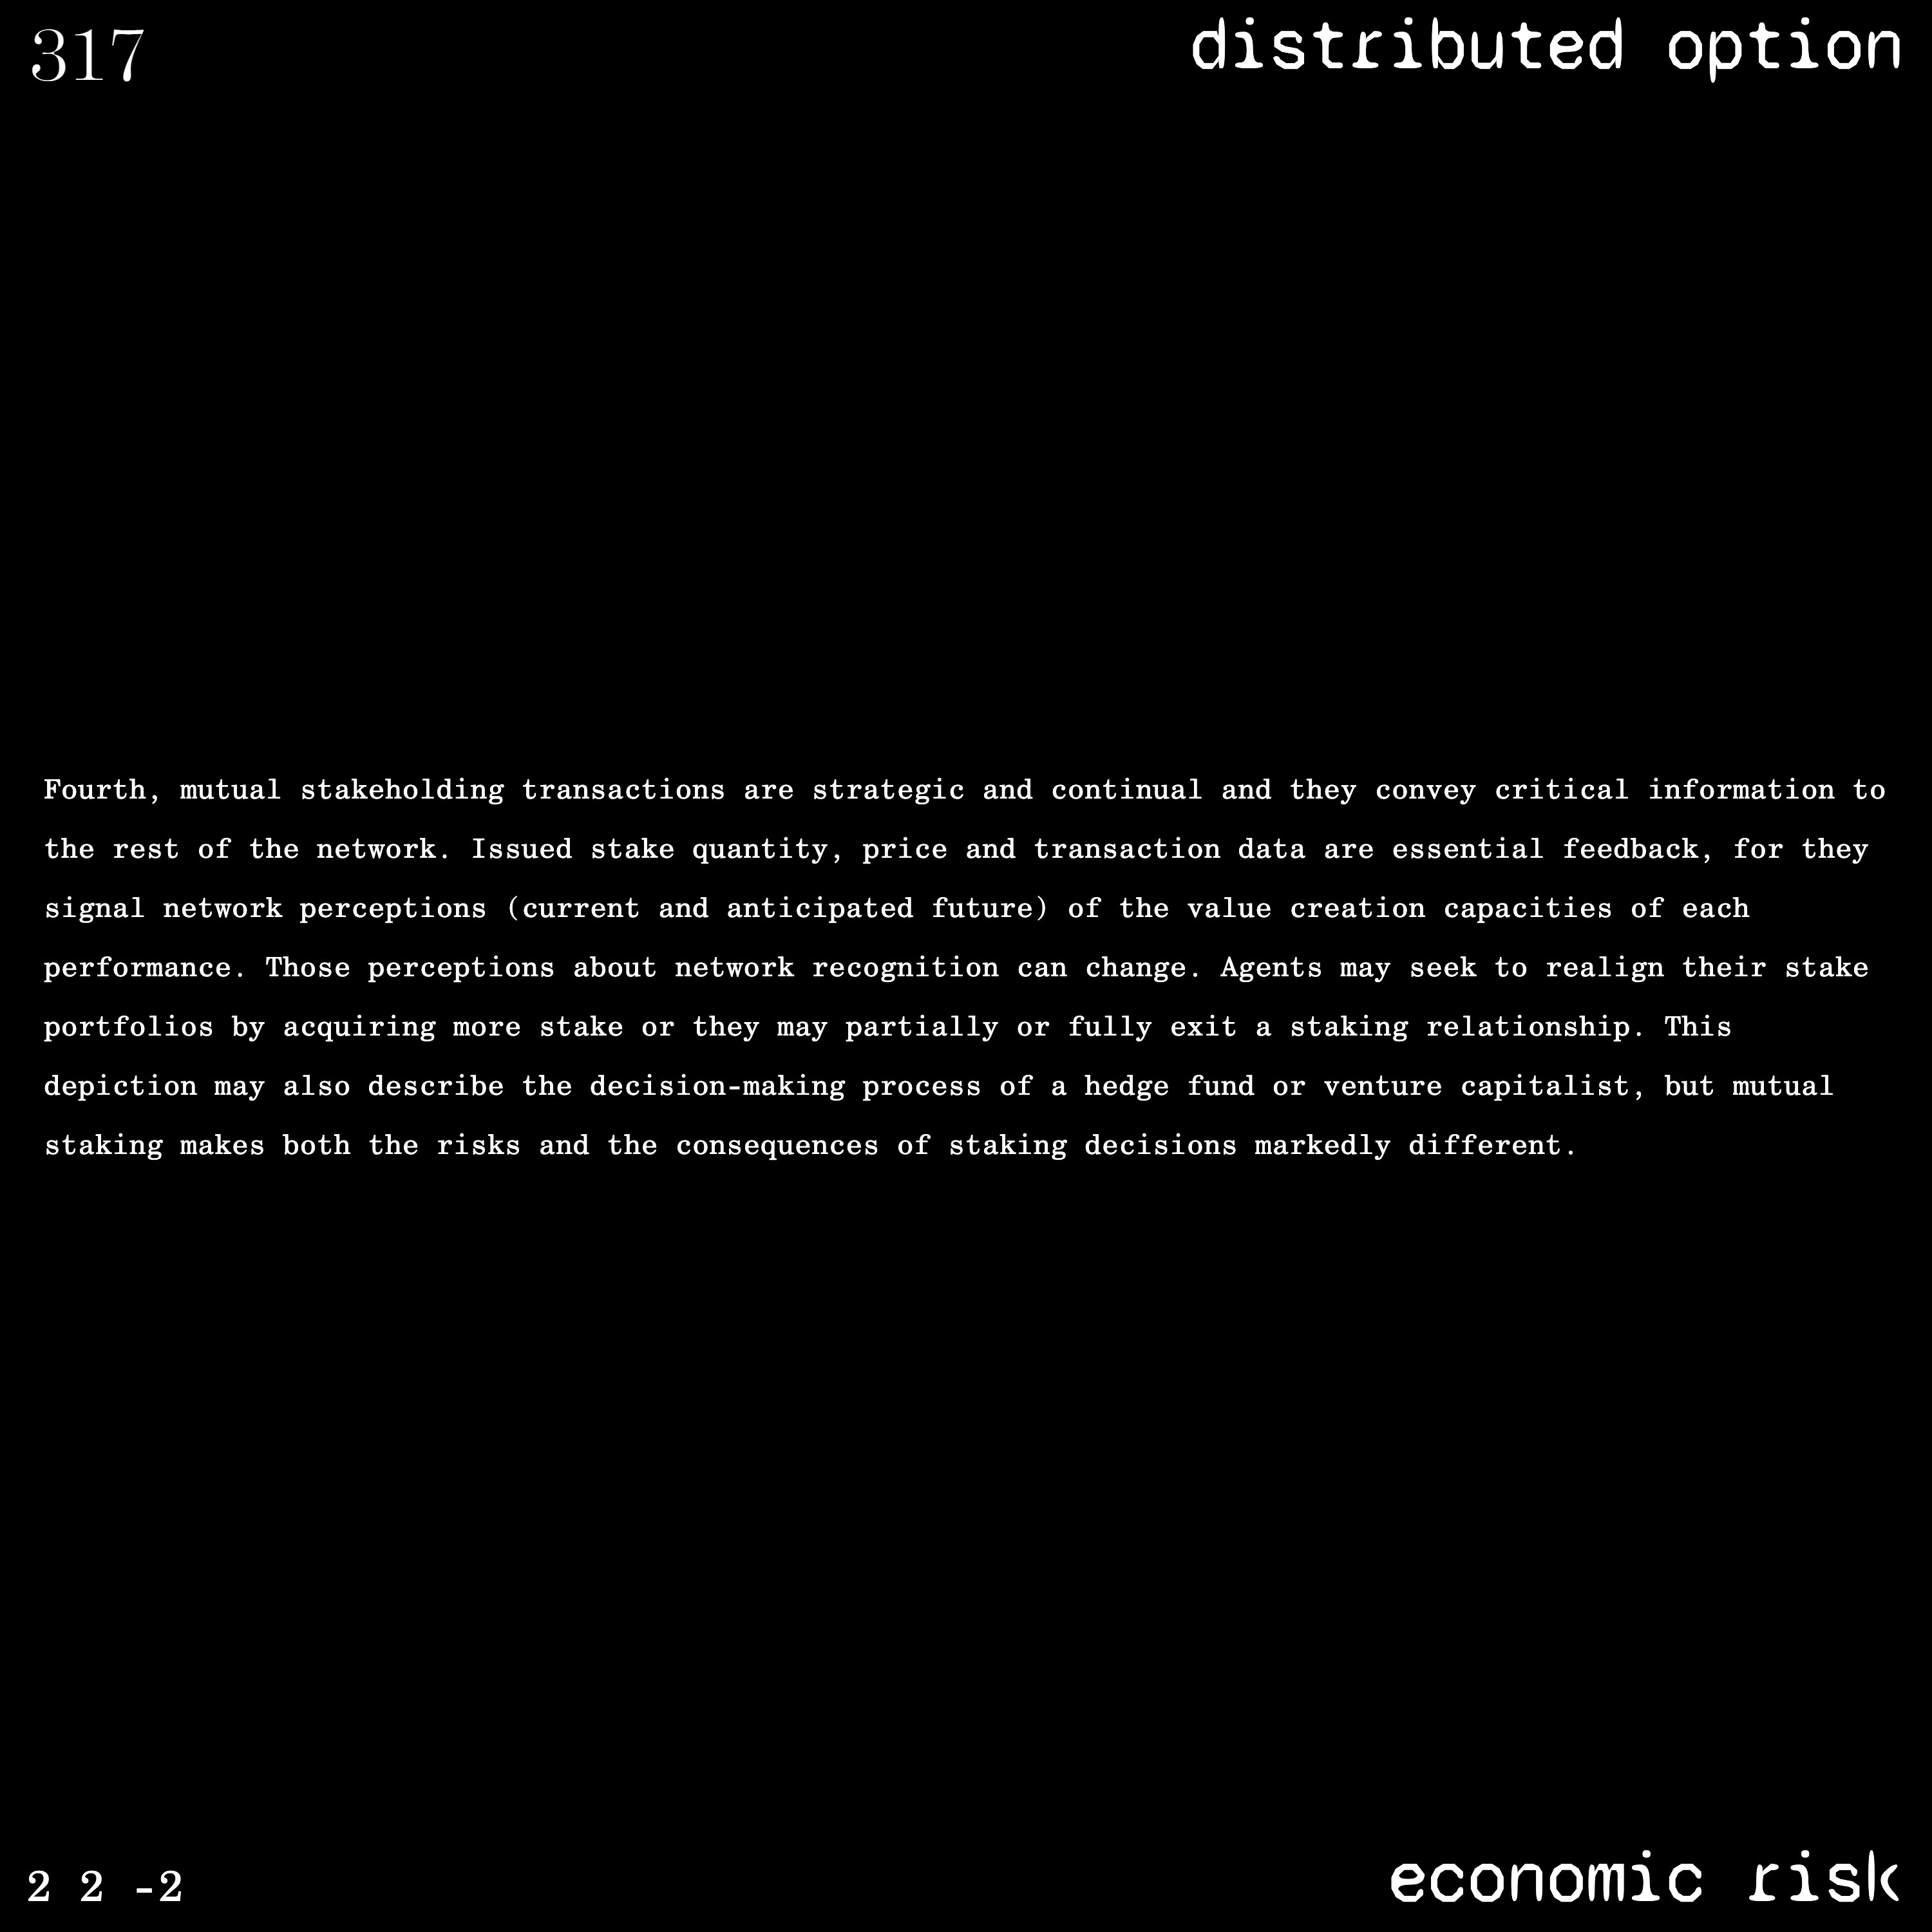 317
distributed option
Fourth, mutual stakeholding transactions are strategic and continual and they convey critical information to
the rest of the network. Issued stake quantity, price and transaction data are essential feedback, for they
signal network perceptions (current and anticipated future) of the value creation capacities of each
performance. Those perceptions about network recognition can change. Agents may seek to realign their stake
portfolios by acquiring more stake or they may partially or fully exit a staking relationship. This
depiction may also describe the decision-making process of a hedge fund or venture capitalist, but mutual
staking makes both the risks and the consequences of staking decisions markedly different.
2 2 -2
economic risk